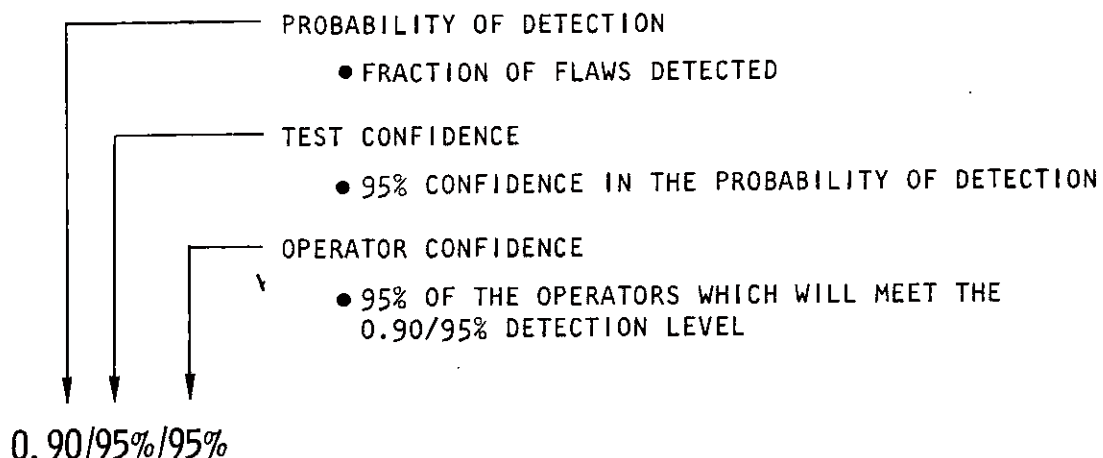 PROBABILITY OF DETECTION
• FRACTION OF FLAWS DETECTED
TEST CONFIDENCE
• 95% CONFIDENCE IN THE PROBABILITY OF DETECTION
OPERATOR CONFIDENCE
• 95% OF THE OPERATORS WHICH WILL MEET THE
0.90/95% DETECTION LEVEL
0.90/95%/95%